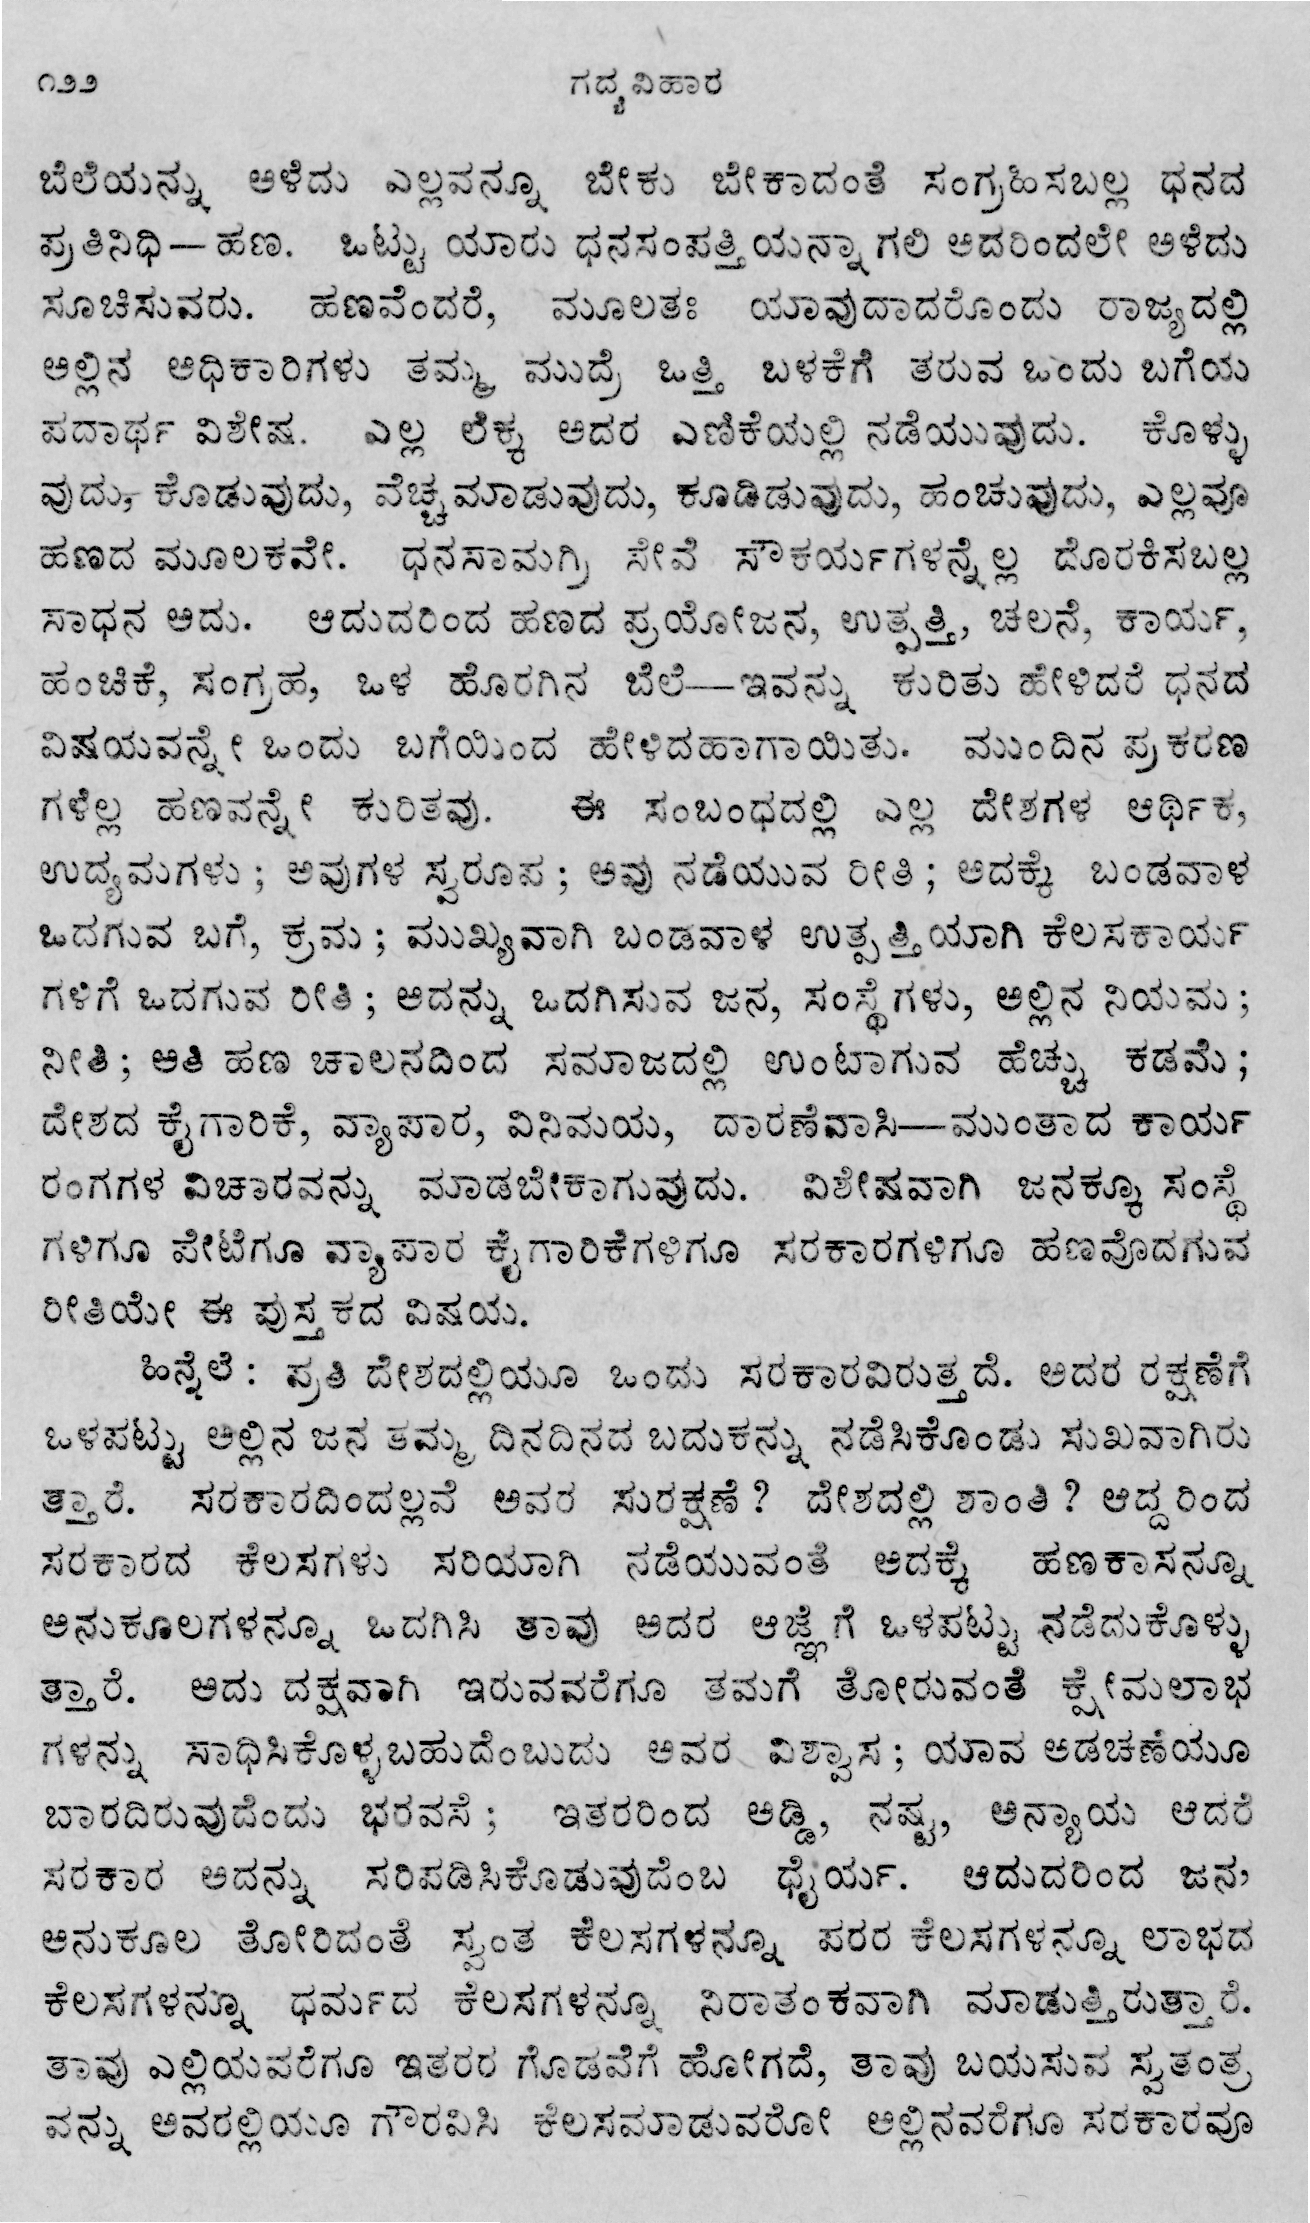 ೧೨೨
ಗದ್ಯವಿಹಾರ
ಬೆಲೆಯನ್ನು ಅಳೆದು ಎಲ್ಲವನ್ನೂ ಬೇಕು ಬೇಕಾದಂತೆ ಸಂಗ್ರಹಿಸಬಲ್ಲ ಧನದ
ಪ್ರತಿನಿಧಿ—ಹಣ. ಒಟ್ಟು ಯಾರು ಧನಸಂಪತ್ತಿಯನ್ನಾಗಲಿ ಅದರಿಂದಲೇ ಅಳೆದು
ಸೂಚಿಸುವರು. ಹಣವೆಂದರೆ, ಮೂಲತಃ ಯಾವುದಾದರೊಂದು ರಾಜ್ಯದಲ್ಲಿ
ಅಲ್ಲಿನ ಅಧಿಕಾರಿಗಳು ತಮ್ಮ ಮುದ್ರೆ ಒತ್ತಿ ಬಳಕೆಗೆ ತರುವ ಒಂದು ಬಗೆಯ
ಪದಾರ್ಥ ವಿಶೇಷ. ಎಲ್ಲ ಲೆಕ್ಕ ಅದರ ಎಣಿಕೆಯಲ್ಲಿ ನಡೆಯುವುದು. ಕೊಳ್ಳು
ವುದು, ಕೊಡುವುದು, ವೆಚ್ಚಮಾಡುವುದು, ಕೂಡಿಡುವುದು, ಹಂಚುವುದು, ಎಲ್ಲವೂ
ಹಣದ ಮೂಲಕವೇ. ಧನಸಾಮಗ್ರಿ ಸೇವೆ ಸೌಕರ್ಯಗಳನ್ನೆಲ್ಲ ದೊರಕಿಸಬಲ್ಲ
ಸಾಧನ ಅದು. ಆದುದರಿಂದ ಹಣದ ಪ್ರಯೋಜನ, ಉತ್ಪತ್ತಿ, ಚಲನೆ, ಕಾರ್ಯ,
ಹಂಚಿಕೆ, ಸಂಗ್ರಹ, ಒಳ ಹೊರಗಿನ ಬೆಲೆ—ಇವನ್ನು ಕುರಿತು ಹೇಳಿದರೆ ಧನದ
ವಿಷಯವನ್ನೇ ಒಂದು ಬಗೆಯಿಂದ ಹೇಳಿದಹಾಗಾಯಿತು. ಮುಂದಿನ ಪ್ರಕರಣ
ಗಳೆಲ್ಲ ಹಣವನ್ನೇ ಕುರಿತವು. ಈ ಸಂಬಂಧದಲ್ಲಿ ಎಲ್ಲ ದೇಶಗಳ ಆರ್ಥಿಕ,
ಉದ್ಯಮಗಳು ; ಅವುಗಳ ಸ್ವರೂಪ ; ಅವು ನಡೆಯುವ ರೀತಿ ; ಅದಕ್ಕೆ ಬಂಡವಾಳ
ಒದಗುವ ಬಗೆ, ಕ್ರಮ ; ಮುಖ್ಯವಾಗಿ ಬಂಡವಾಳ ಉತ್ಪತ್ತಿಯಾಗಿ ಕೆಲಸಕಾರ್ಯ
ಗಳಿಗೆ ಒದಗುವ ರೀತಿ ; ಅದನ್ನು ಒದಗಿಸುವ ಜನ, ಸಂಸ್ಥೆಗಳು, ಅಲ್ಲಿನ ನಿಯಮ ;
ನೀತಿ ; ಅತಿ ಹಣ ಚಾಲನದಿಂದ ಸಮಾಜದಲ್ಲಿ ಉಂಟಾಗುವ ಹೆಚ್ಚು ಕಡಮೆ ;
ದೇಶದ ಕೈಗಾರಿಕೆ, ವ್ಯಾಪಾರ, ವಿನಿಮಯ, ದಾರಣೆವಾಸಿ—ಮುಂತಾದ ಕಾರ್ಯ
ರಂಗಗಳ ವಿಚಾರವನ್ನು ಮಾಡಬೇಕಾಗುವುದು. ವಿಶೇಷವಾಗಿ ಜನಕ್ಕೂ ಸಂಸ್ಥೆ
ಗಳಿಗೂ ಪೇಟೆಗೂ ವ್ಯಾಪಾರ ಕೈಗಾರಿಕೆಗಳಿಗೂ ಸರಕಾರಗಳಿಗೂ ಹಣವೊದಗುವ
ರೀತಿಯೇ ಈ ಪುಸ್ತಕದ ವಿಷಯ.
ಹಿನ್ನೆಲೆ : ಪ್ರತಿ ದೇಶದಲ್ಲಿಯೂ ಒಂದು ಸರಕಾರವಿರುತ್ತದೆ. ಅದರ ರಕ್ಷಣೆಗೆ
ಒಳಪಟ್ಟು ಅಲ್ಲಿನ ಜನ ತಮ್ಮ ದಿನದಿನದ ಬದುಕನ್ನು ನಡೆಸಿಕೊಂಡು ಸುಖವಾಗಿರು
ತ್ತಾರೆ. ಸರಕಾರದಿಂದಲ್ಲವೆ ಅವರ ಸುರಕ್ಷಣೆ ? ದೇಶದಲ್ಲಿ ಶಾಂತಿ ? ಆದ್ದರಿಂದ
ಸರಕಾರದ ಕೆಲಸಗಳು ಸರಿಯಾಗಿ ನಡೆಯುವಂತೆ ಅದಕ್ಕೆ ಹಣಕಾಸನ್ನೂ
ಅನುಕೂಲಗಳನ್ನೂ ಒದಗಿಸಿ ತಾವು ಅದರ ಆಜ್ಞೆಗೆ ಒಳಪಟ್ಟು ನಡೆದುಕೊಳ್ಳು
ತ್ತಾರೆ. ಅದು ದಕ್ಷವಾಗಿ ಇರುವವರೆಗೂ ತಮಗೆ ತೋರುವಂತೆ ಕ್ಷೇಮಲಾಭ
ಗಳನ್ನು ಸಾಧಿಸಿಕೊಳ್ಳಬಹುದೆಂಬುದು ಅವರ ವಿಶ್ವಾಸ ; ಯಾವ ಅಡಚಣೆಯೂ
ಬಾರದಿರುವುದೆಂದು ಭರವಸೆ ; ಇತರರಿಂದ ಅಡ್ಡಿ, ನಷ್ಟ, ಅನ್ಯಾಯ ಆದರೆ
ಸರಕಾರ ಅದನ್ನು ಸರಿಪಡಿಸಿಕೊಡುವುದೆಂಬ ಧೈರ್ಯ. ಆದುದರಿಂದ ಜನ,
ಅನುಕೂಲ ತೋರಿದಂತೆ ಸ್ವಂತ ಕೆಲಸಗಳನ್ನೂ ಪರರ ಕೆಲಸಗಳನ್ನೂ ಲಾಭದ
ಕೆಲಸಗಳನ್ನೂ ಧರ್ಮದ ಕೆಲಸಗಳನ್ನೂ ನಿರಾತಂಕವಾಗಿ ಮಾಡುತ್ತಿರುತ್ತಾರೆ.
ತಾವು ಎಲ್ಲಿಯವರೆಗೂ ಇತರರ ಗೊಡವೆಗೆ ಹೋಗದೆ, ತಾವು ಬಯಸುವ ಸ್ವತಂತ್ರ
ವನ್ನು ಅವರಲ್ಲಿಯೂ ಗೌರವಿಸಿ ಕೆಲಸಮಾಡುವರೋ ಅಲ್ಲಿನವರೆಗೂ ಸರಕಾರವೂ